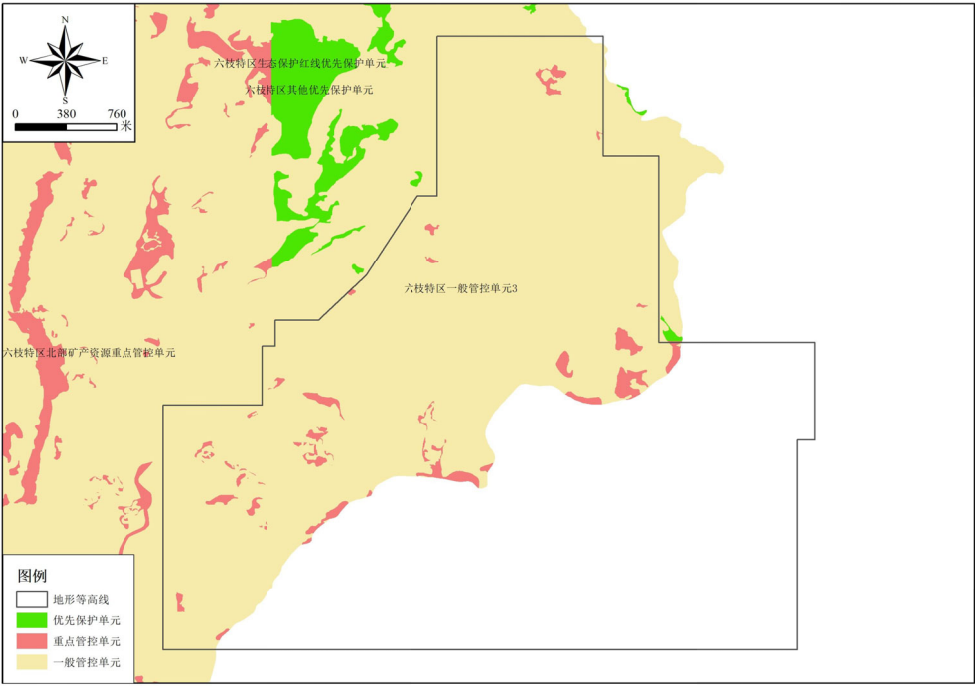 N
W
E
S
0
380
760
米
六枝特区生态保护红线优先保护单元
六枝特区其他优先保护单元
六枝特区一般管控单元3
六枝特区北部矿产资源重点管控单元
图例
地形等高线
优先保护单元
重点管控单元
一般管控单元